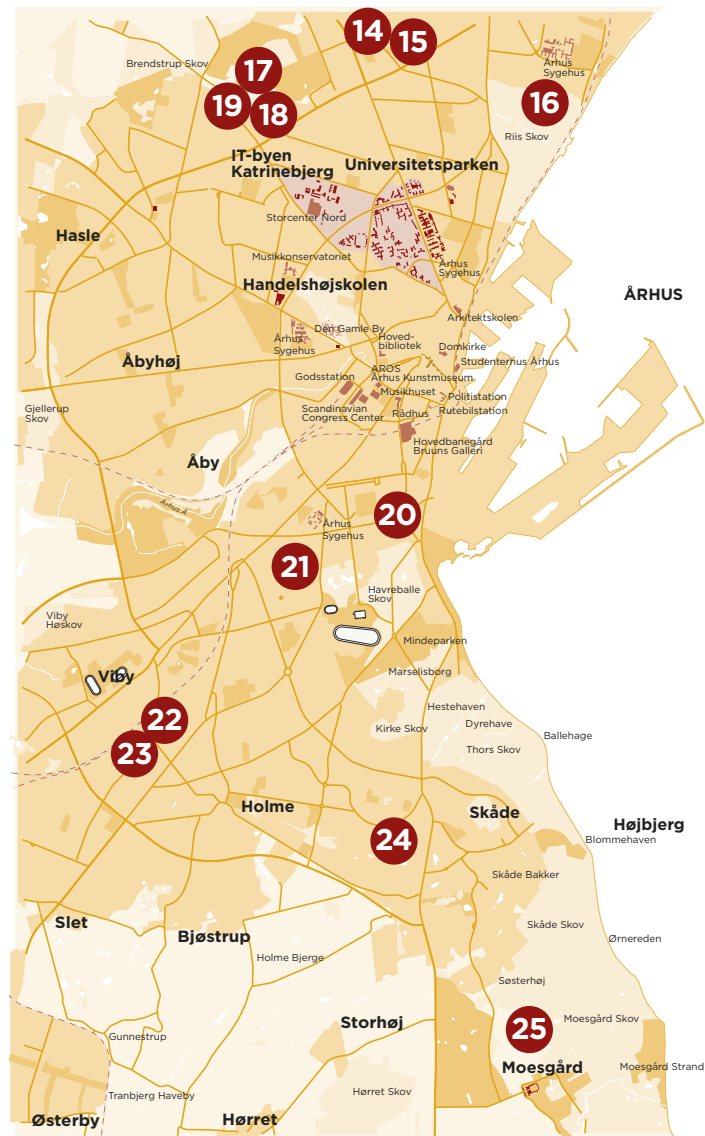 14
15
17
Brendstrup Skov
Århus
Sygehus
19
18
16
Riis Skov
IT-byen
Katrinebjerg
Universitetsparken
Storcenter Nord
Hasle
Musikkonservatoriet
Århus
Sygehus
Handelshøjskolen
ÅRHUS
Arkitektskolen
Den Gamle By
Århus
Sygehus
Hoved-
bibliotek
Domkirke
Studenternus Århus
Åbyhøj
Godsstation
AROS
Århus Kunstmuseum
Musikhuset
Politistation
Rutebilstation
Gjellerup
Skov
Scandinavian
Congress Center
Rådhus
Hovedbanegård
Bruuns Galleri
Åby
Århus Å
20
Århus
Sygehus
21
Havreballe
Skov
Viby
Høskov
Mindeparken
Marselisborg
Viby
Hestehaven
22
Dyrehave
Kirke Skov
Ballehage
Thors Skov
23
Holme
Skåde
Højbjerg
24
Blommehaven
Skåde Bakker
Slet
Skåde Skov
Bjøstrup
Ørnereden
Holme Bjerge
Søsterhøj
Storhøj
Moesgård Skov
25
Gunnestrup
Moesgård
Moesgård Strand
Hørret Skov
Tranbjerg Haveby
Østerby
Hørret